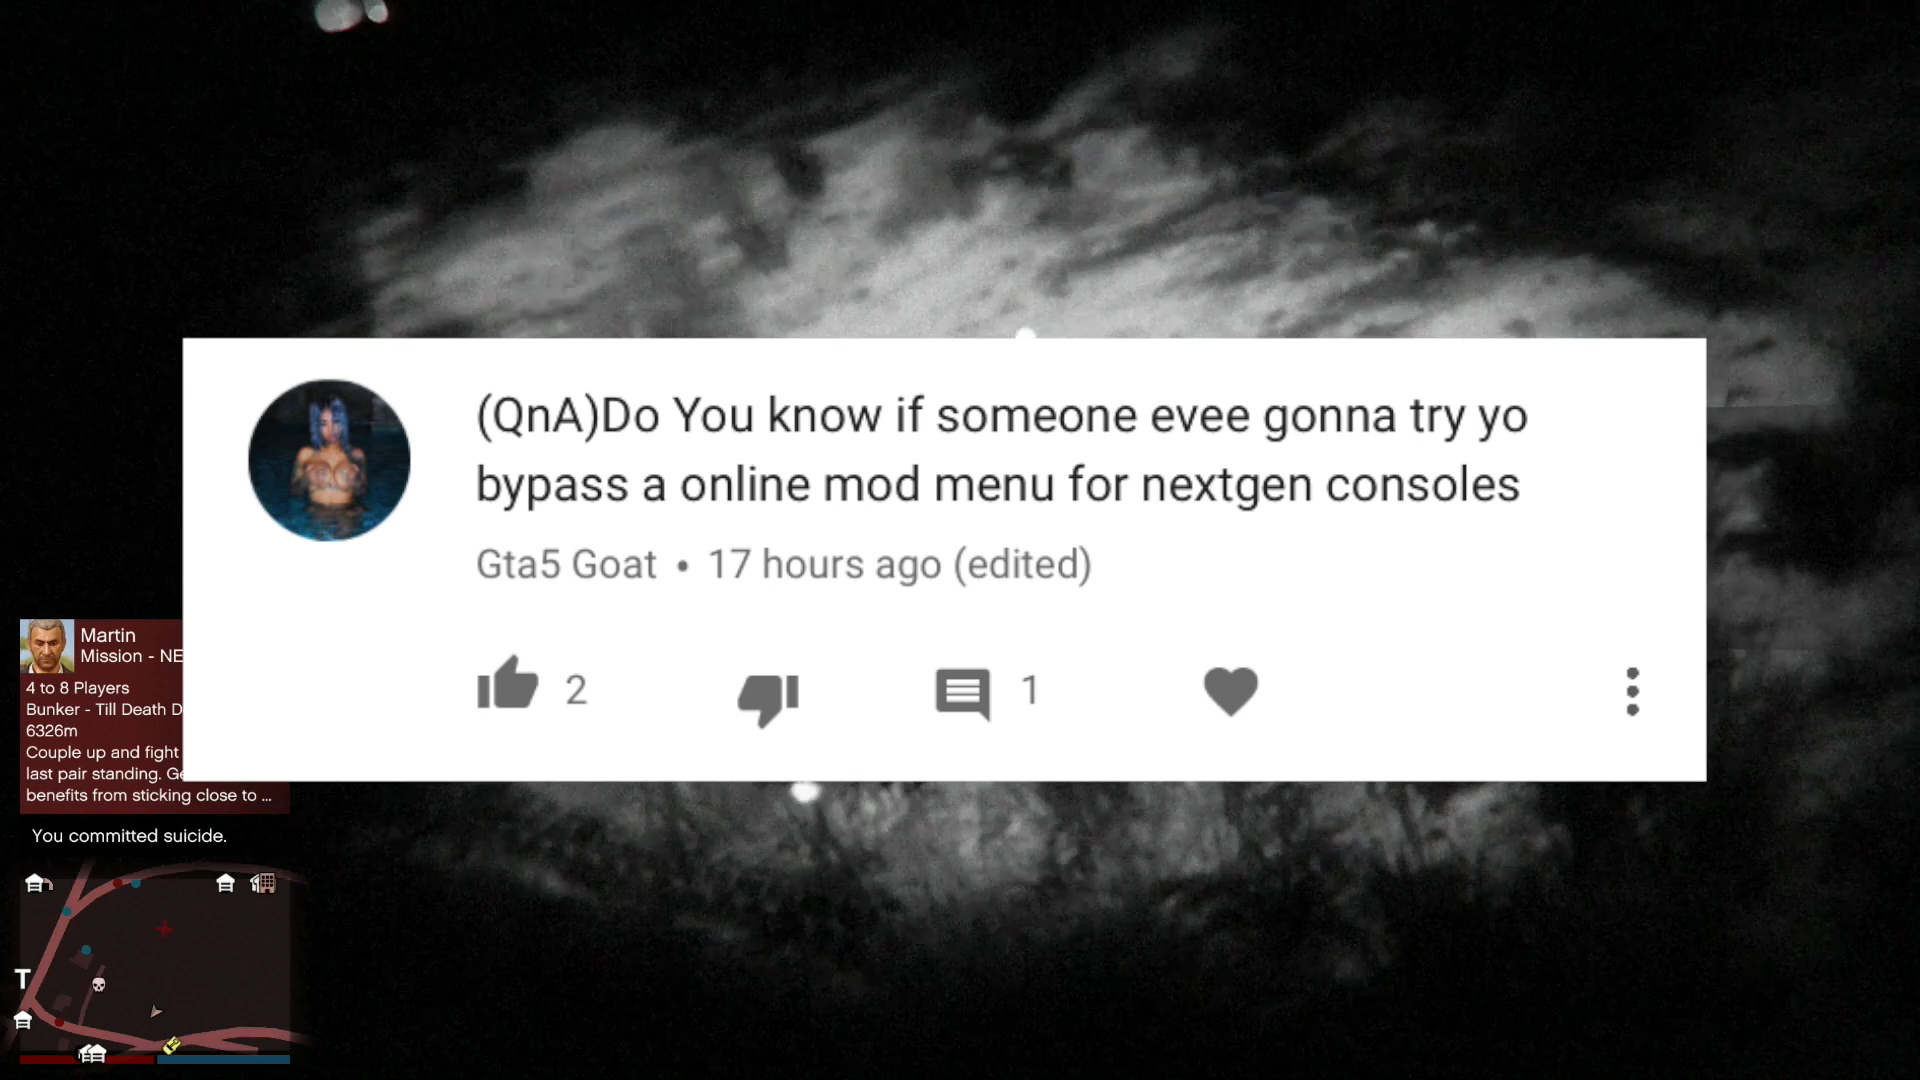 (QnA)Do You know if someone evee gonna try yo
bypass a online mod menu for nextgen consoles
Gta5 Goat • 17 hours ago (edited)
2
1
Martin
Mission - NE
4 to 8 Players
Bunker - Till Death D
6326m
Couple up and fight
last pair standing. Ge
benefits from sticking close to ...
You committed suicide.
T